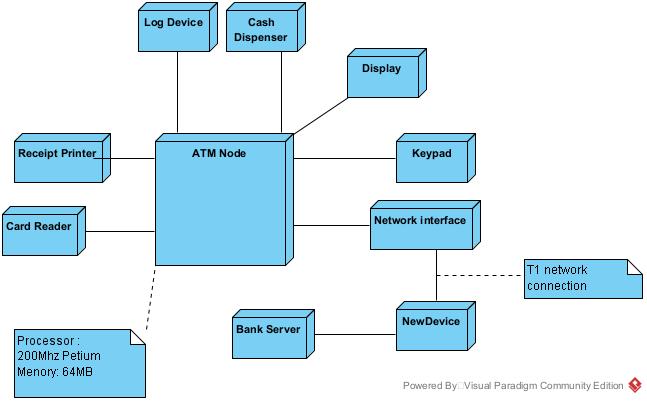 Log Device
Cash
Dispenser
Display
Receipt Printer
ATM Node
Keypad
Card Reader
Network interface
T1 network
connection
Bank Server
NewDevice
Processor :
200Mhz Petium
Menory: 64MB
Powered By□Visual Paradigm Community Edition